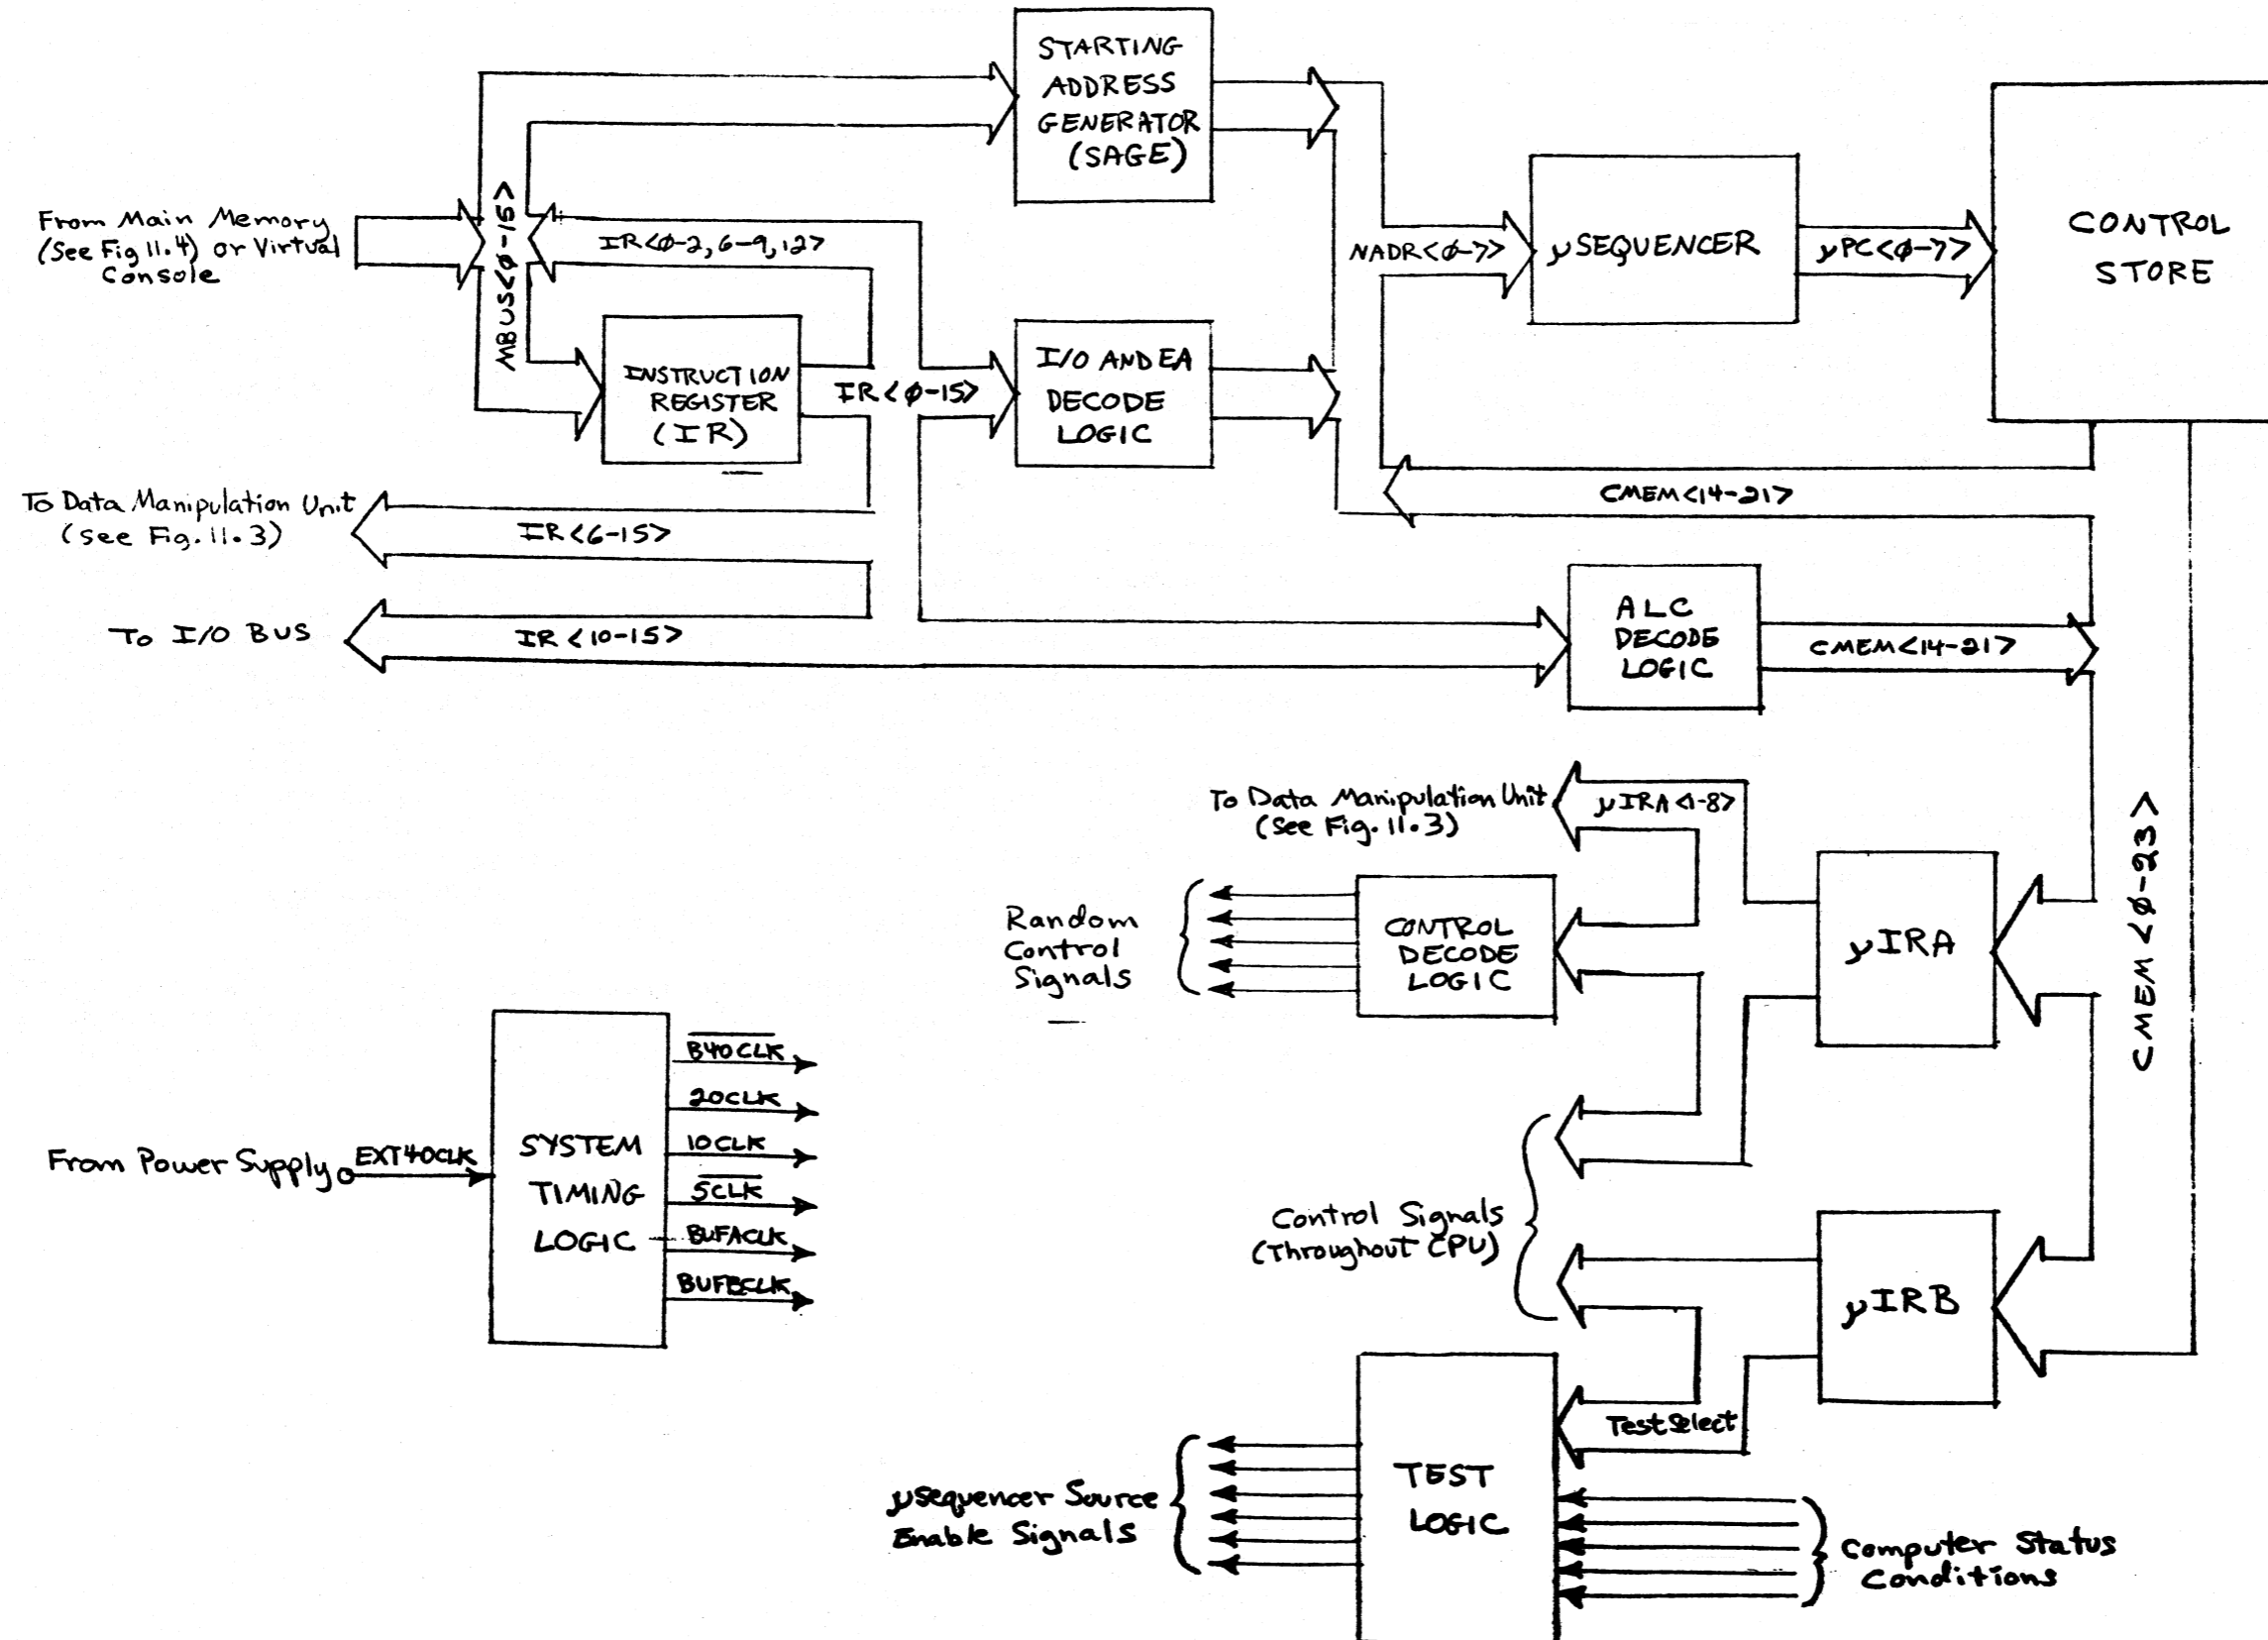 STARTING
ADDRESS
GENERATOR
(SAGE)
From Main Memory
(See Fig 11.4) or Virtual
Console
MBUS<φ-15>
IR<φ-2, 6-9, 12>
NADR<φ-7>
μSEQUENCER
μPC<φ-7>
CONTROL
STORE
INSTRUCTION
REGISTER
(IR)
IR<φ-15>
I/O AND EA
DECODE
LOGIC
To Data Manipulation Unit
(see Fig. 11.3)
IR<6-15>
CMEM<14-21>
To I/O BUS
IR<10-15>
ALC
DECODE
LOGIC
CMEM<14-21>
To Data Manipulation Unit
(see Fig. 11.3)
μIRA<1-8>
CMEM<φ-23>
Random
Control
Signals
CONTROL
DECODE
LOGIC
μIRA
From Power Supply
EXT40CLK
SYSTEM
TIMING
LOGIC
B40CLK
20CLK
10CLK
5CLK
BUFACLK
BUFBCLK
Control Signals
(Throughout CPU)
μIRB
Test Select
μSequencer Source
Enable Signals
TEST
LOGIC
Computer Status
Conditions